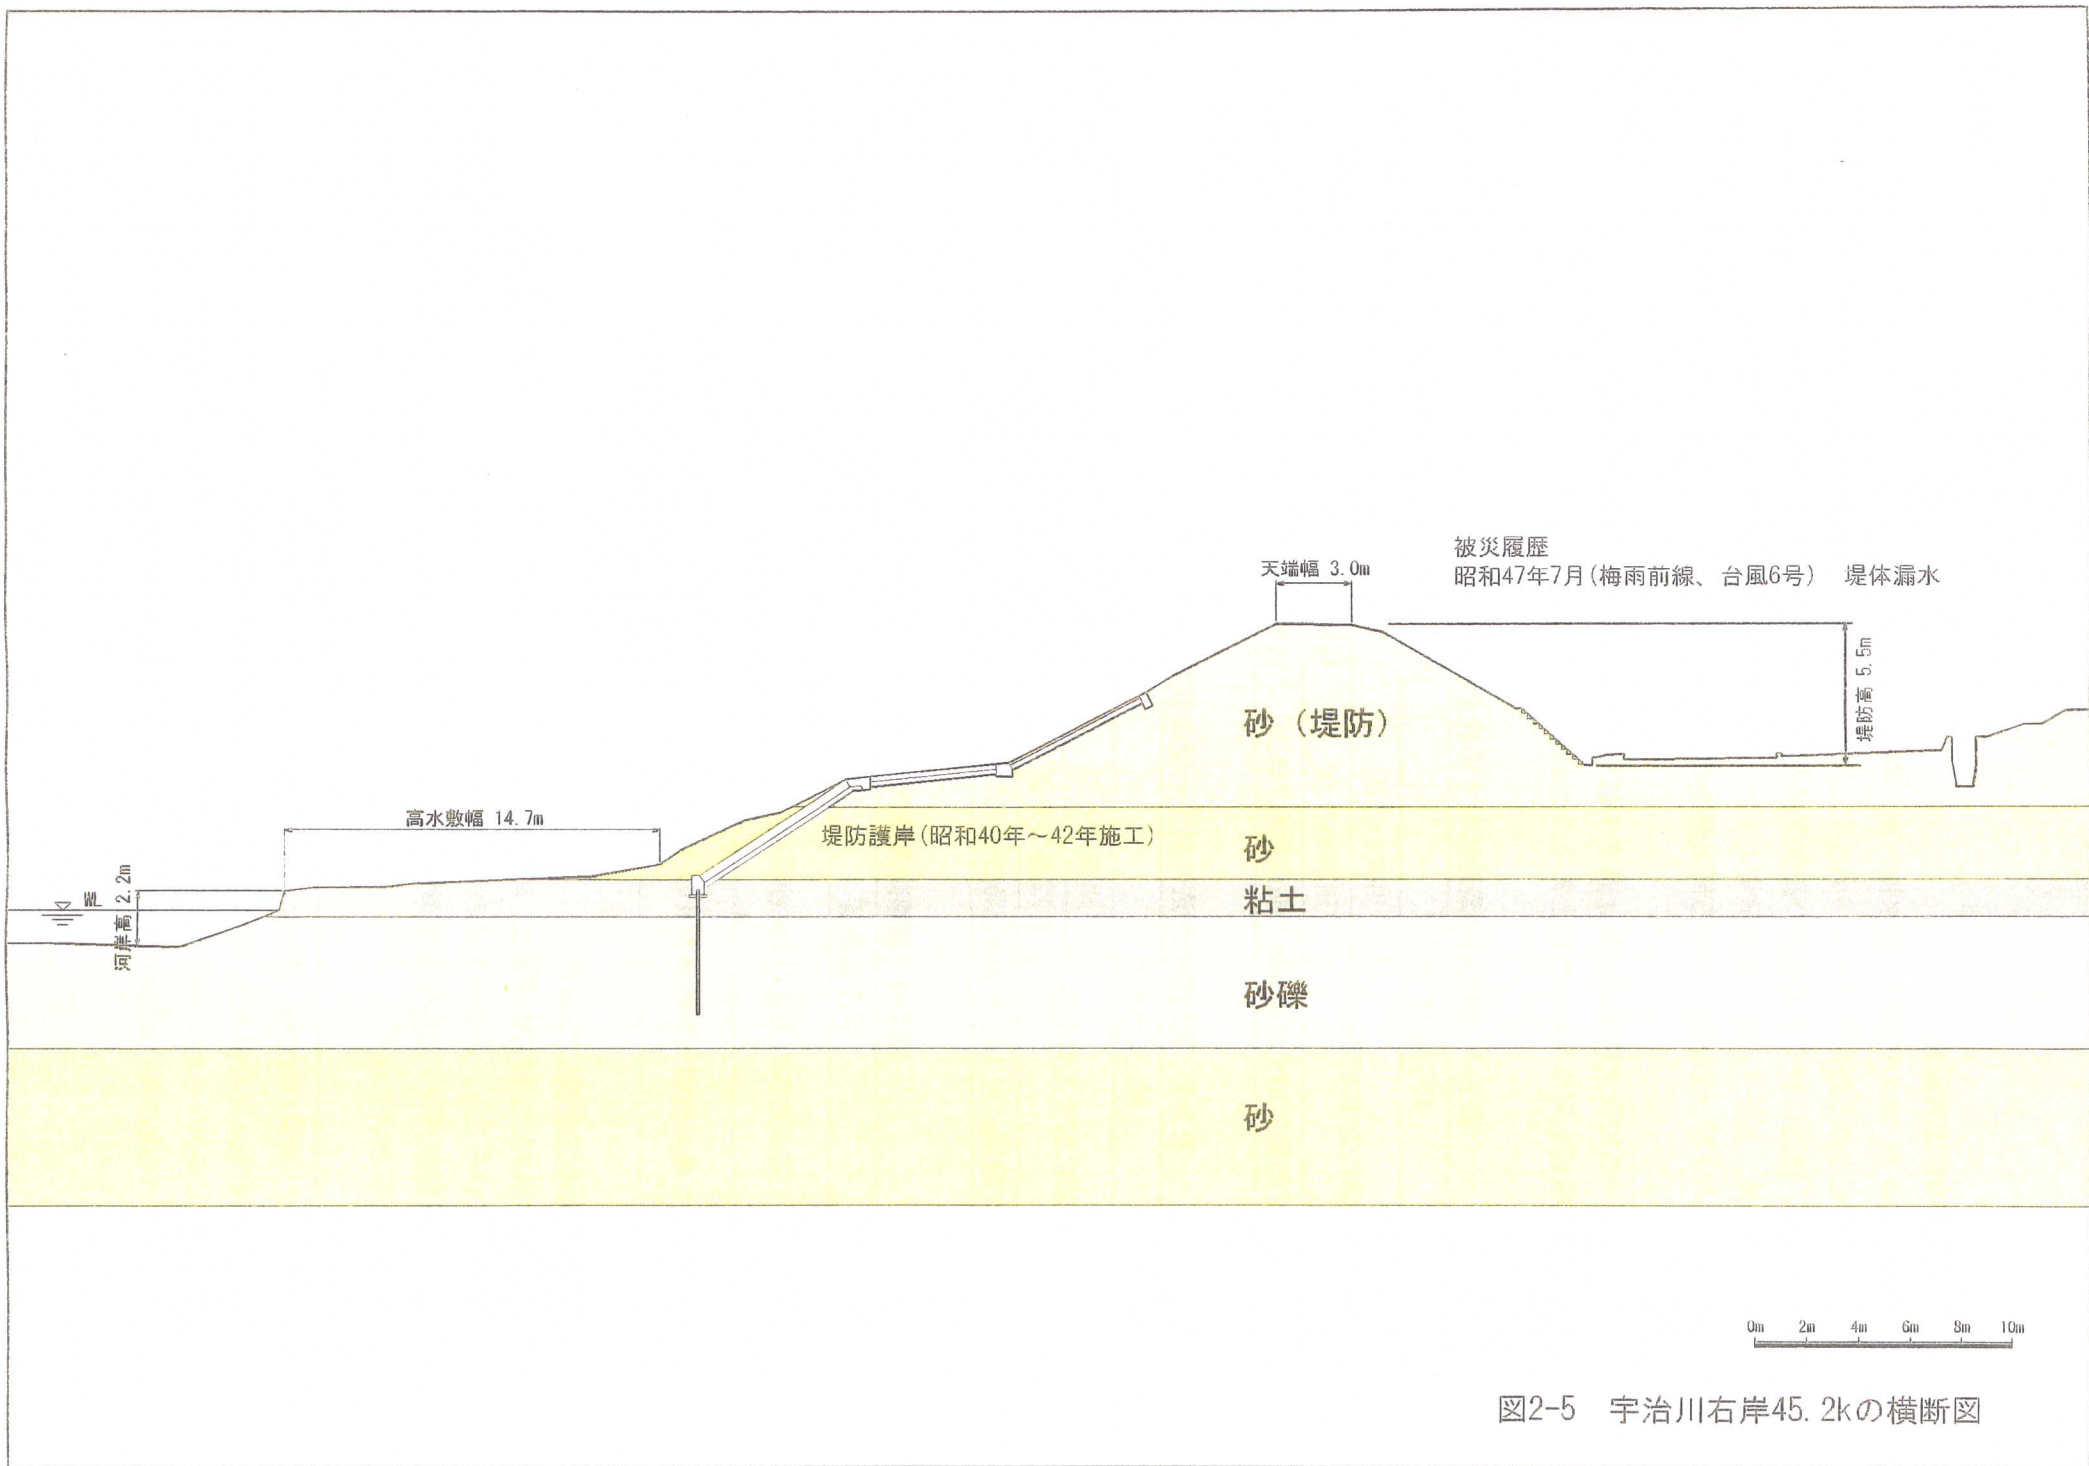 被災履歴
昭和47年7月(梅雨前線、台風6号)　堤体漏水
天端幅 3.0m
堤防高 5.5m
砂（堤防）
高水敷幅 14.7m
堤防護岸(昭和40年～42年施工)
砂
粘土
河岸高 2.2m
砂礫
砂
0m 2m 4m 6m 8m 10m
図2-5　宇治川右岸45.2kの横断図